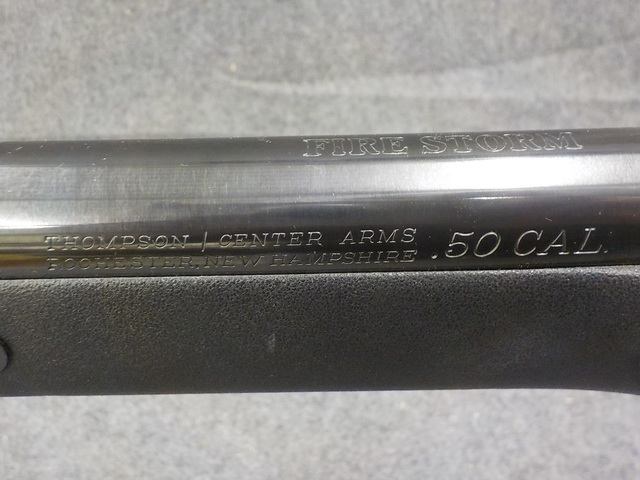 FIRE STORM
THOMPSON / CENTER ARMS
ROCHESTER, NEW HAMPSHIRE
.50 CAL.